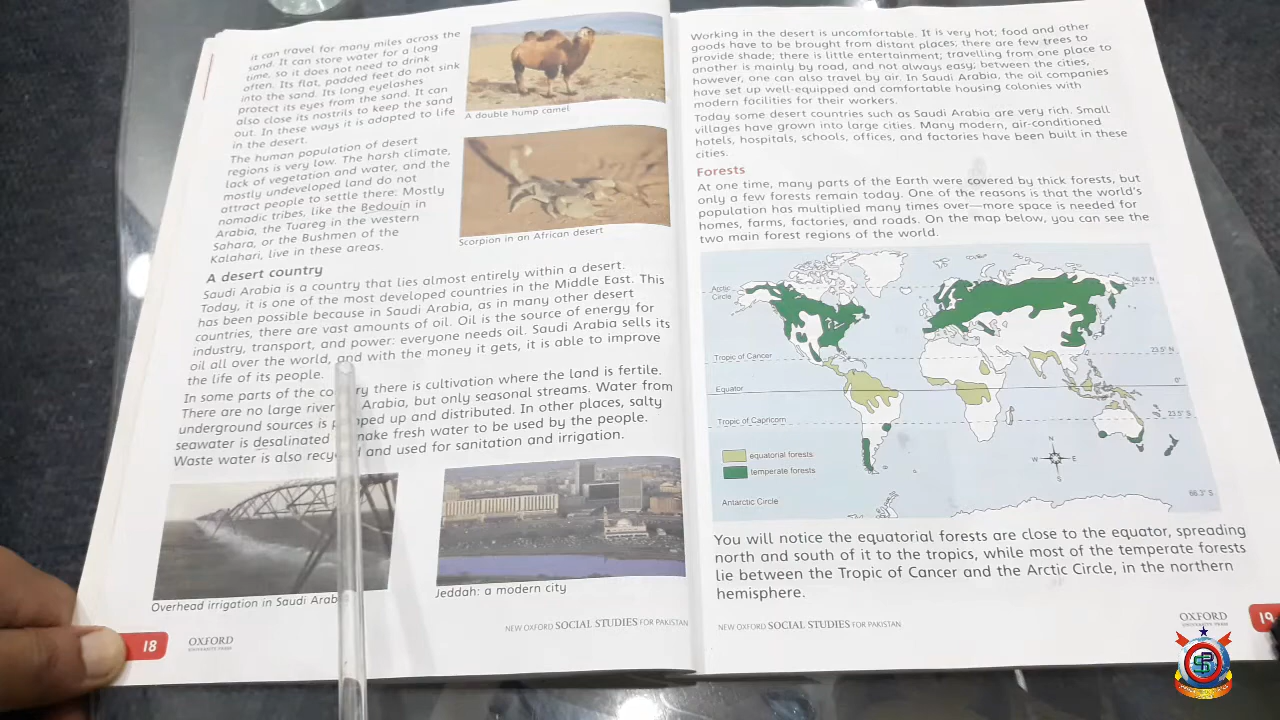 it can travel for many miles across the
sand. It can store water for a long
time, so it does not need to drink
often. Its flat, padded feet do not sink
into the sand. Its long eyelashes
protect its eyes from the sand. It can
also close its nostrils to keep the sand
out. In these ways it is adapted to life
in the desert.
The human population of desert
regions is very low. The harsh climate,
lack of vegetation and water, and the
mostly undeveloped land do not
attract people to settle there. Mostly
nomadic tribes, like the Bedouin in
Arabia, the Tuareg in the western
Sahara, or the Bushmen of the
Kalahari, live in these areas.
A double hump camel
Scorpion in an African desert
A desert country
Saudi Arabia is a country that lies almost entirely within a desert.
Today, it is one of the most developed countries in the Middle East. This
has been possible because in Saudi Arabia, as in many other desert
countries, there are vast amounts of oil. Oil is the source of energy for
industry, transport, and power: everyone needs oil. Saudi Arabia sells its
oil all over the world, and with the money it gets, it is able to improve
the life of its people.
In some parts of the there is cultivation where the land is fertile.
There are no large Arabia, but only seasonal streams. Water from
underground sources is up and distributed. In other places, salty
seawater is desalinated make fresh water to be used by the people.
Waste water is also and used for sanitation and irrigation.
Overhead irrigation in Saudi
Jeddah: a modern city
18
OXFORD
UNIVERSITY PRESS
NEW OXFORD SOCIAL STUDIES FOR PAKISTAN
Working in the desert is uncomfortable. It is very hot; food and other
goods have to be brought from distant places; there are few trees to
provide shade; there is little entertainment; travelling from one place to
another is mainly by road, and not always easy; between the cities,
however, one can also travel by air. In Saudi Arabia, the oil companies
have set up well-equipped and comfortable housing colonies with
modern facilities for their workers.
Today some desert countries such as Saudi Arabia are very rich. Small
villages have grown into large cities. Many modern, air-conditioned
hotels, hospitals, schools, offices, and factories have been built in these
cities.
Forests
At one time, many parts of the Earth were covered by thick forests, but
only a few forests remain today. One of the reasons is that the world's
population has multiplied many times over—more space is needed for
homes, farms, factories, and roads. On the map below, you can see the
two main forest regions of the world.
Arctic
Circle
66.3° N
Tropic of Cancer
23.5° N
Equator
0°
Tropic of Capricorn
23.5° S
N
W E
S
equatorial forests
temperate forests
Antarctic Circle
66.3° S
You will notice the equatorial forests are close to the equator, spreading
north and south of it to the tropics, while most of the temperate forests
lie between the Tropic of Cancer and the Arctic Circle, in the northern
hemisphere.
NEW OXFORD SOCIAL STUDIES FOR PAKISTAN
OXFORD
UNIVERSITY PRESS
19